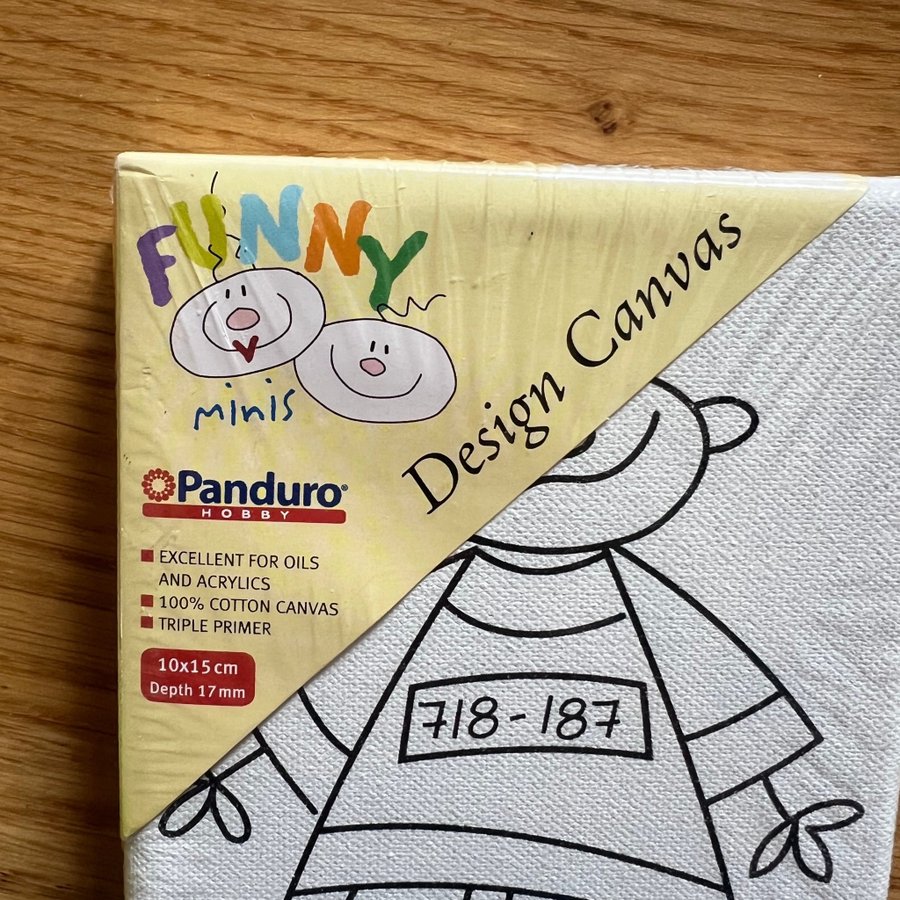 FUNNY
minis
Design Canvas
Panduro®
HOBBY
EXCELLENT FOR OILS
AND ACRYLICS
100% COTTON CANVAS
TRIPLE PRIMER
10x15cm
Depth 17mm
718-187